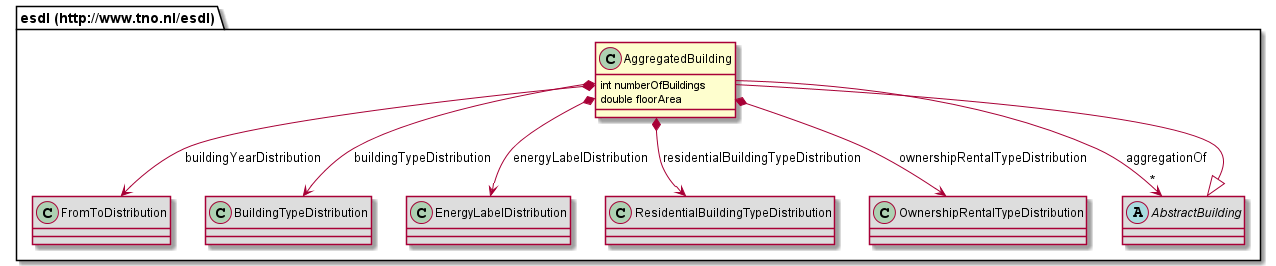 esdl (http://www.tno.nl/esdl)
C AggregatedBuilding
int numberOfBuildings
double floorArea
buildingYearDistribution
buildingTypeDistribution
energyLabelDistribution
residentialBuildingTypeDistribution
ownershipRentalTypeDistribution
aggregationOf
*
C FromToDistribution
C BuildingTypeDistribution
C EnergyLabelDistribution
C ResidentialBuildingTypeDistribution
C OwnershipRentalTypeDistribution
A AbstractBuilding